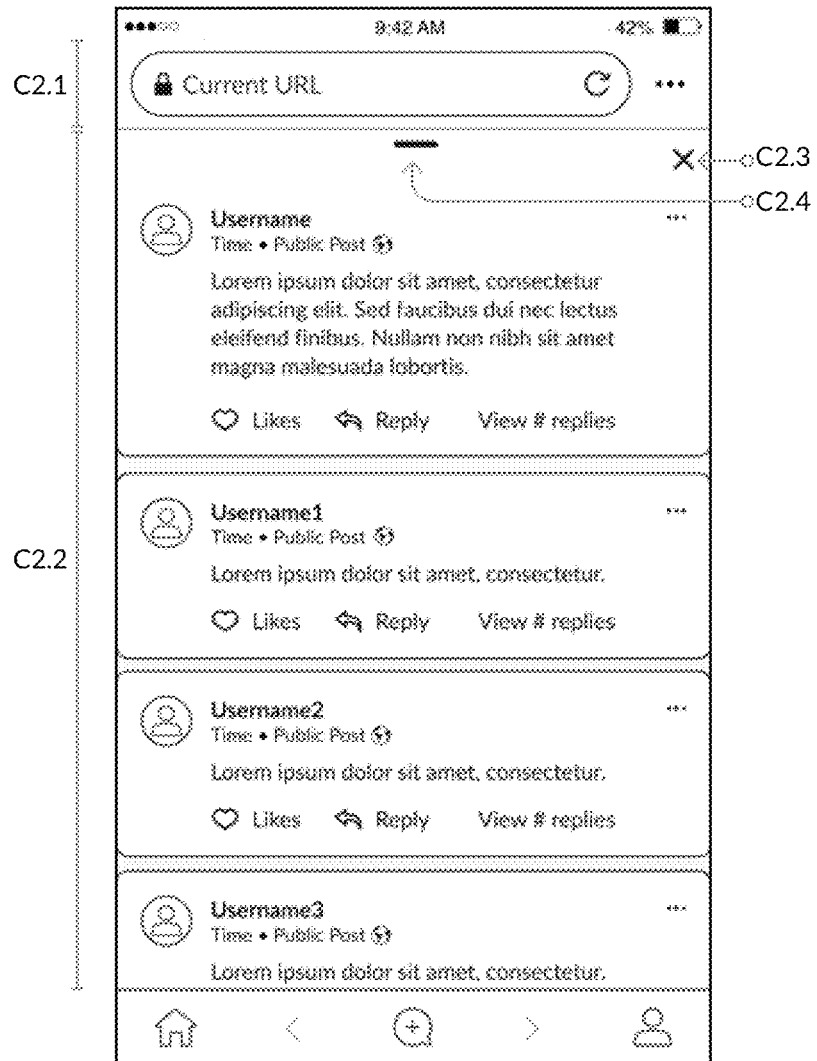 9:42 AM 42%
C2.1
Current URL
C2.3
C2.4
Username
Time • Public Post
Lorem ipsum dolor sit amet, consectetur
adipiscing elit. Sed faucibus dui nec lectus
eleifend finibus. Nullam non nibh sit amet
magna malesuada lobortis.
Likes Reply View # replies
Username1
Time • Public Post
C2.2
Lorem ipsum dolor sit amet, consectetur.
Likes Reply View # replies
Username2
Time • Public Post
Lorem ipsum dolor sit amet, consectetur.
Likes Reply View # replies
Username3
Time • Public Post
Lorem ipsum dolor sit amet, consectetur.